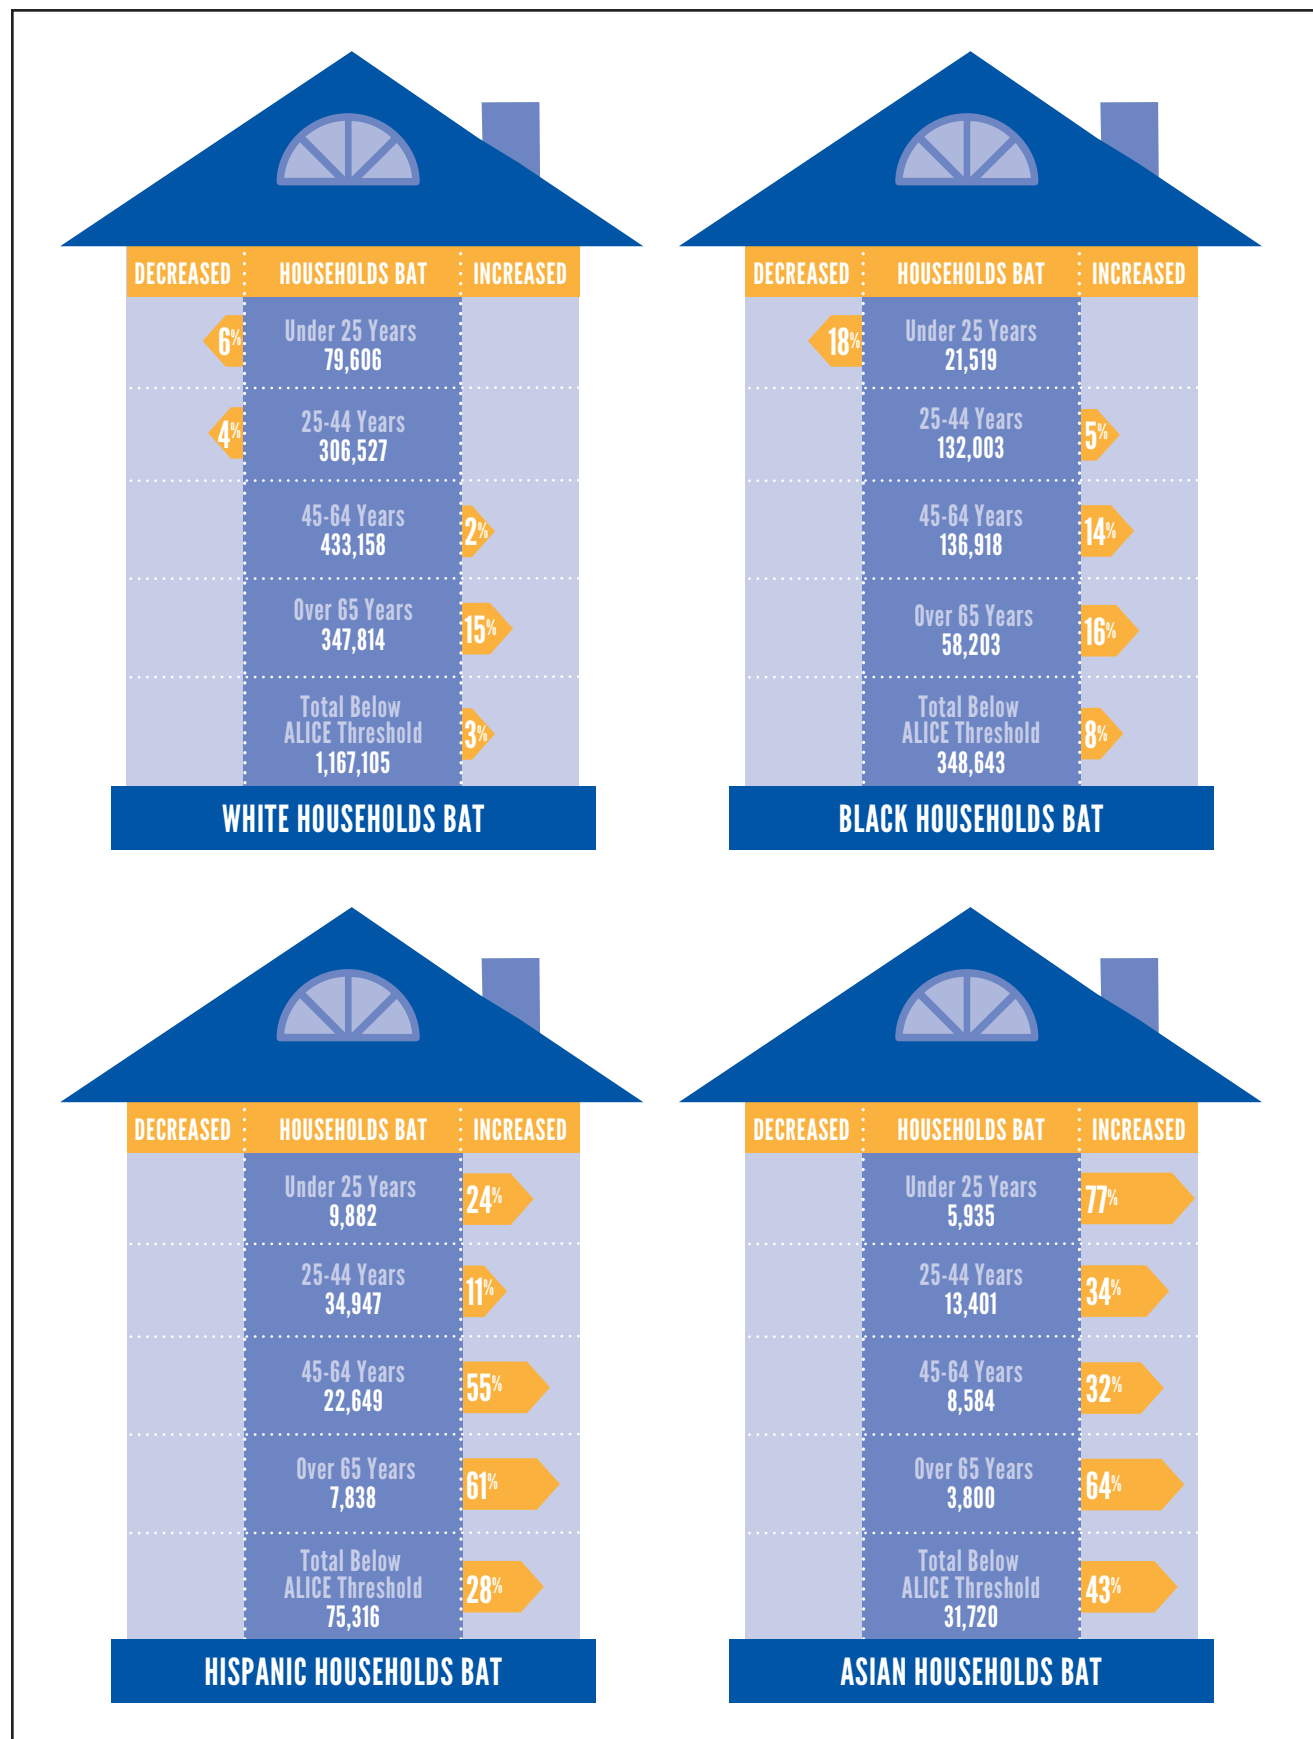 DECREASED HOUSEHOLDS BAT INCREASED
6% Under 25 Years
79,606
4% 25-44 Years
306,527
45-64 Years 2%
433,158
Over 65 Years 15%
347,814
Total Below
ALICE Threshold 3%
1,167,105
WHITE HOUSEHOLDS BAT
DECREASED HOUSEHOLDS BAT INCREASED
18% Under 25 Years
21,519
25-44 Years 5%
132,003
45-64 Years 14%
136,918
Over 65 Years 16%
58,203
Total Below
ALICE Threshold 8%
348,643
BLACK HOUSEHOLDS BAT
DECREASED HOUSEHOLDS BAT INCREASED
Under 25 Years 24%
9,882
25-44 Years 11%
34,947
45-64 Years 55%
22,649
Over 65 Years 61%
7,838
Total Below
ALICE Threshold 28%
75,316
HISPANIC HOUSEHOLDS BAT
DECREASED HOUSEHOLDS BAT INCREASED
Under 25 Years 77%
5,935
25-44 Years 34%
13,401
45-64 Years 32%
8,584
Over 65 Years 64%
3,800
Total Below
ALICE Threshold 43%
31,720
ASIAN HOUSEHOLDS BAT